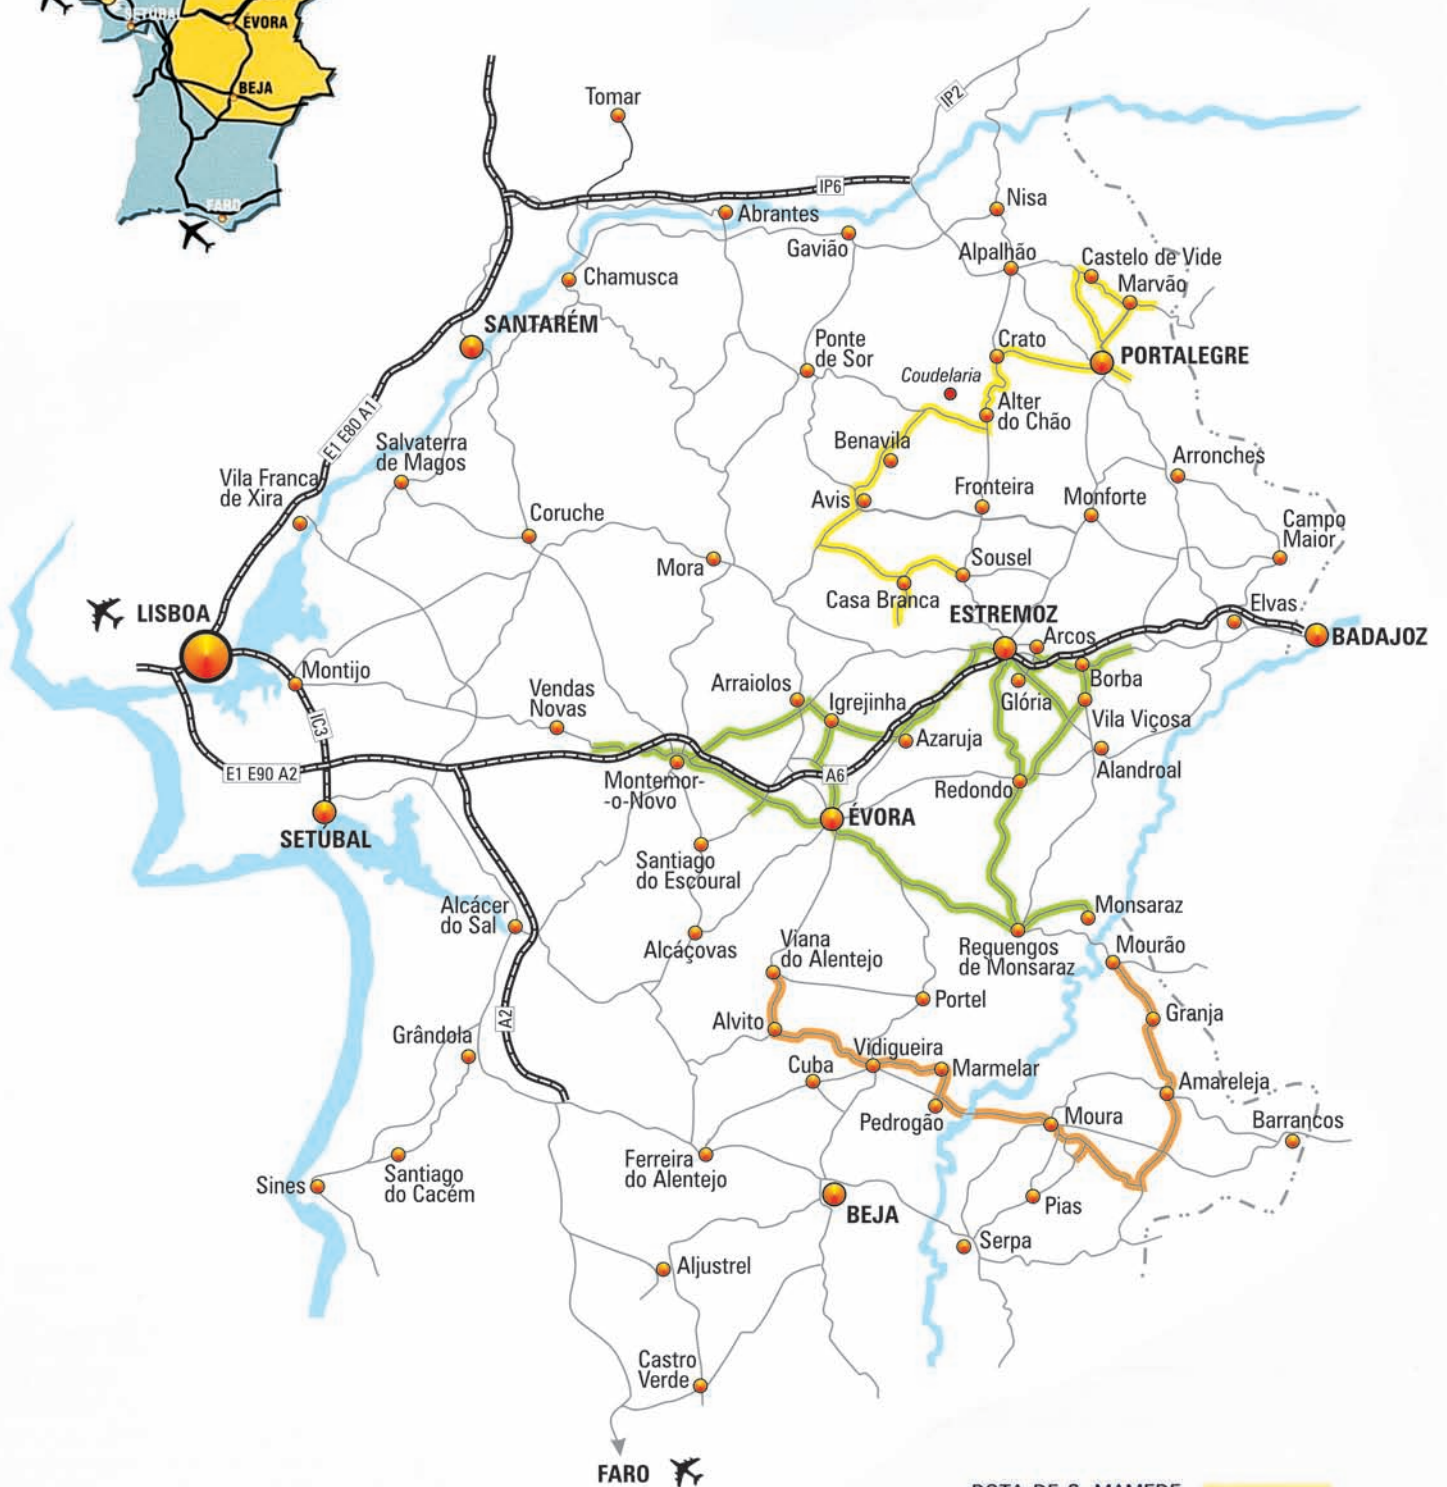 SETÚBAL
ÉVORA
BEJA
FARO
Tomar
IP2
IP6
Nisa
Abrantes
Gavião
Alpalhão
Castelo de Vide
Marvão
Chamusca
SANTARÉM
Ponte
de Sor
Crato
PORTALEGRE
Coudelaria
Alter
do Chão
E1 E80 A1
Salvaterra
de Magos
Benavila
Arronches
Vila Franca
de Xira
Avis
Fronteira
Monforte
Coruche
Campo
Maior
Mora
Sousel
Casa Branca
LISBOA
ESTREMOZ
Elvas
Arcos
BADAJOZ
Montijo
Vendas
Novas
Arraiolos
Igrejinha
Glória
Borba
Vila Viçosa
IC3
Azaruja
E1 E90 A2
A6
Alandroal
Montemor-
-o-Novo
Redondo
ÉVORA
SETÚBAL
Santiago
do Escoural
Alcácer
do Sal
Monsaraz
Alcáçovas
Viana
do Alentejo
Requengos
de Monsaraz
Mourão
Portel
A2
Alvito
Granja
Grândola
Vidigueira
Cuba
Marmelar
Amareleja
Pedrogão
Moura
Barrancos
Ferreira
do Alentejo
Santiago
do Cacém
Sines
BEJA
Pias
Serpa
Aljustrel
Castro
Verde
FARO
ROTA DE S. MAMEDE